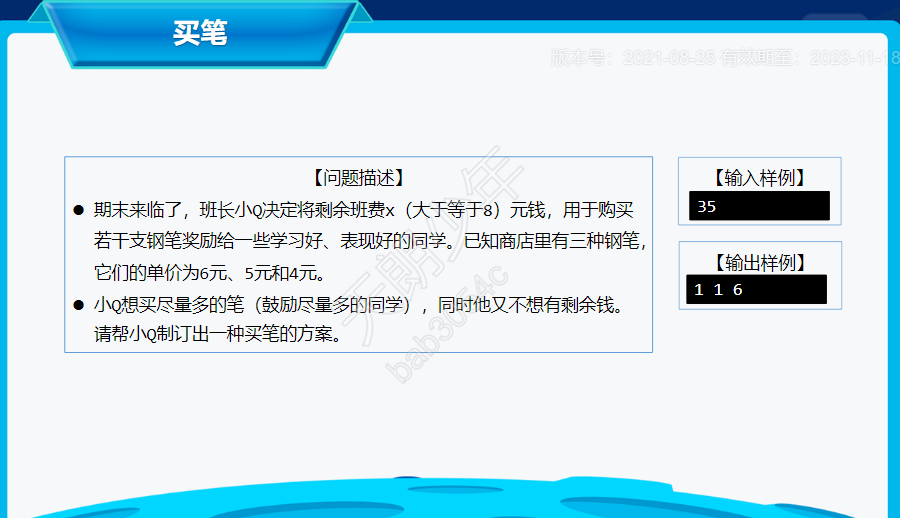 买笔
版本号：2021-08-25 有效期至：2023-11-18
【问题描述】
● 期末来临了，班长小Q决定将剩余班费x（大于等于8）元钱，用于购买
若干支钢笔奖励给一些学习好、表现好的同学。已知商店里有三种钢笔，
它们的单价为6元、5元和4元。
● 小Q想买尽量多的笔（鼓励尽量多的同学），同时他又不想有剩余钱。
请帮小Q制订出一种买笔的方案。
【输入样例】
35
【输出样例】
1 1 6
天朗少年